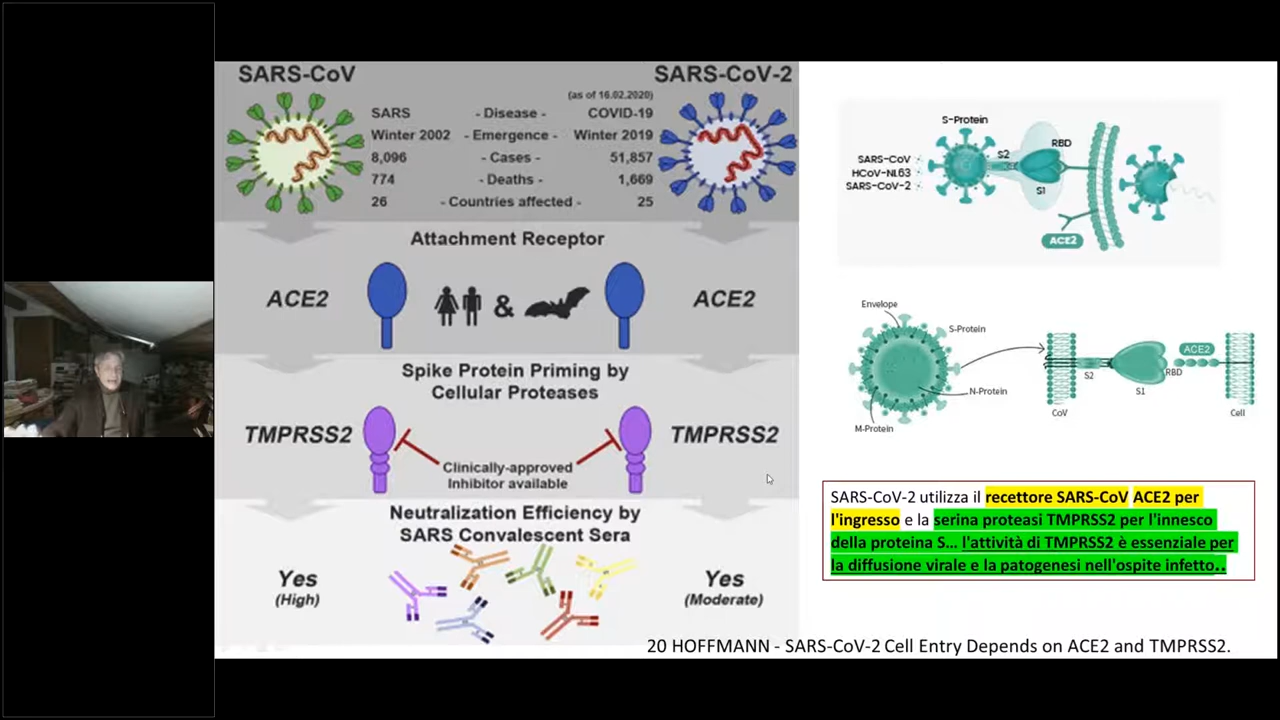 SARS-CoV
SARS-CoV-2
(as of 16.02.2020)
SARS - Disease - COVID-19
Winter 2002 - Emergence - Winter 2019
8,096 - Cases - 51,857
774 - Deaths - 1,669
26 - Countries affected - 25
Attachment Receptor
ACE2 & ACE2
Spike Protein Priming by
Cellular Proteases
TMPRSS2 TMPRSS2
Clinically-approved
Inhibitor available
Neutralization Efficiency by
SARS Convalescent Sera
Yes Yes
(High) (Moderate)
S-Protein
RBD
S2
SARS-CoV
HCoV-NL63
SARS-CoV-2
S1
ACE2
Envelope
S-Protein
ACE2
RBD
S2
N-Protein
S1
CoV
Cell
M-Protein
SARS-CoV-2 utilizza il recettore SARS-CoV ACE2 per
l'ingresso e la serina proteasi TMPRSS2 per l'innesco
della proteina S... l'attività di TMPRSS2 è essenziale per
la diffusione virale e la patogenesi nell'ospite infetto..
20 HOFFMANN - SARS-CoV-2 Cell Entry Depends on ACE2 and TMPRSS2.